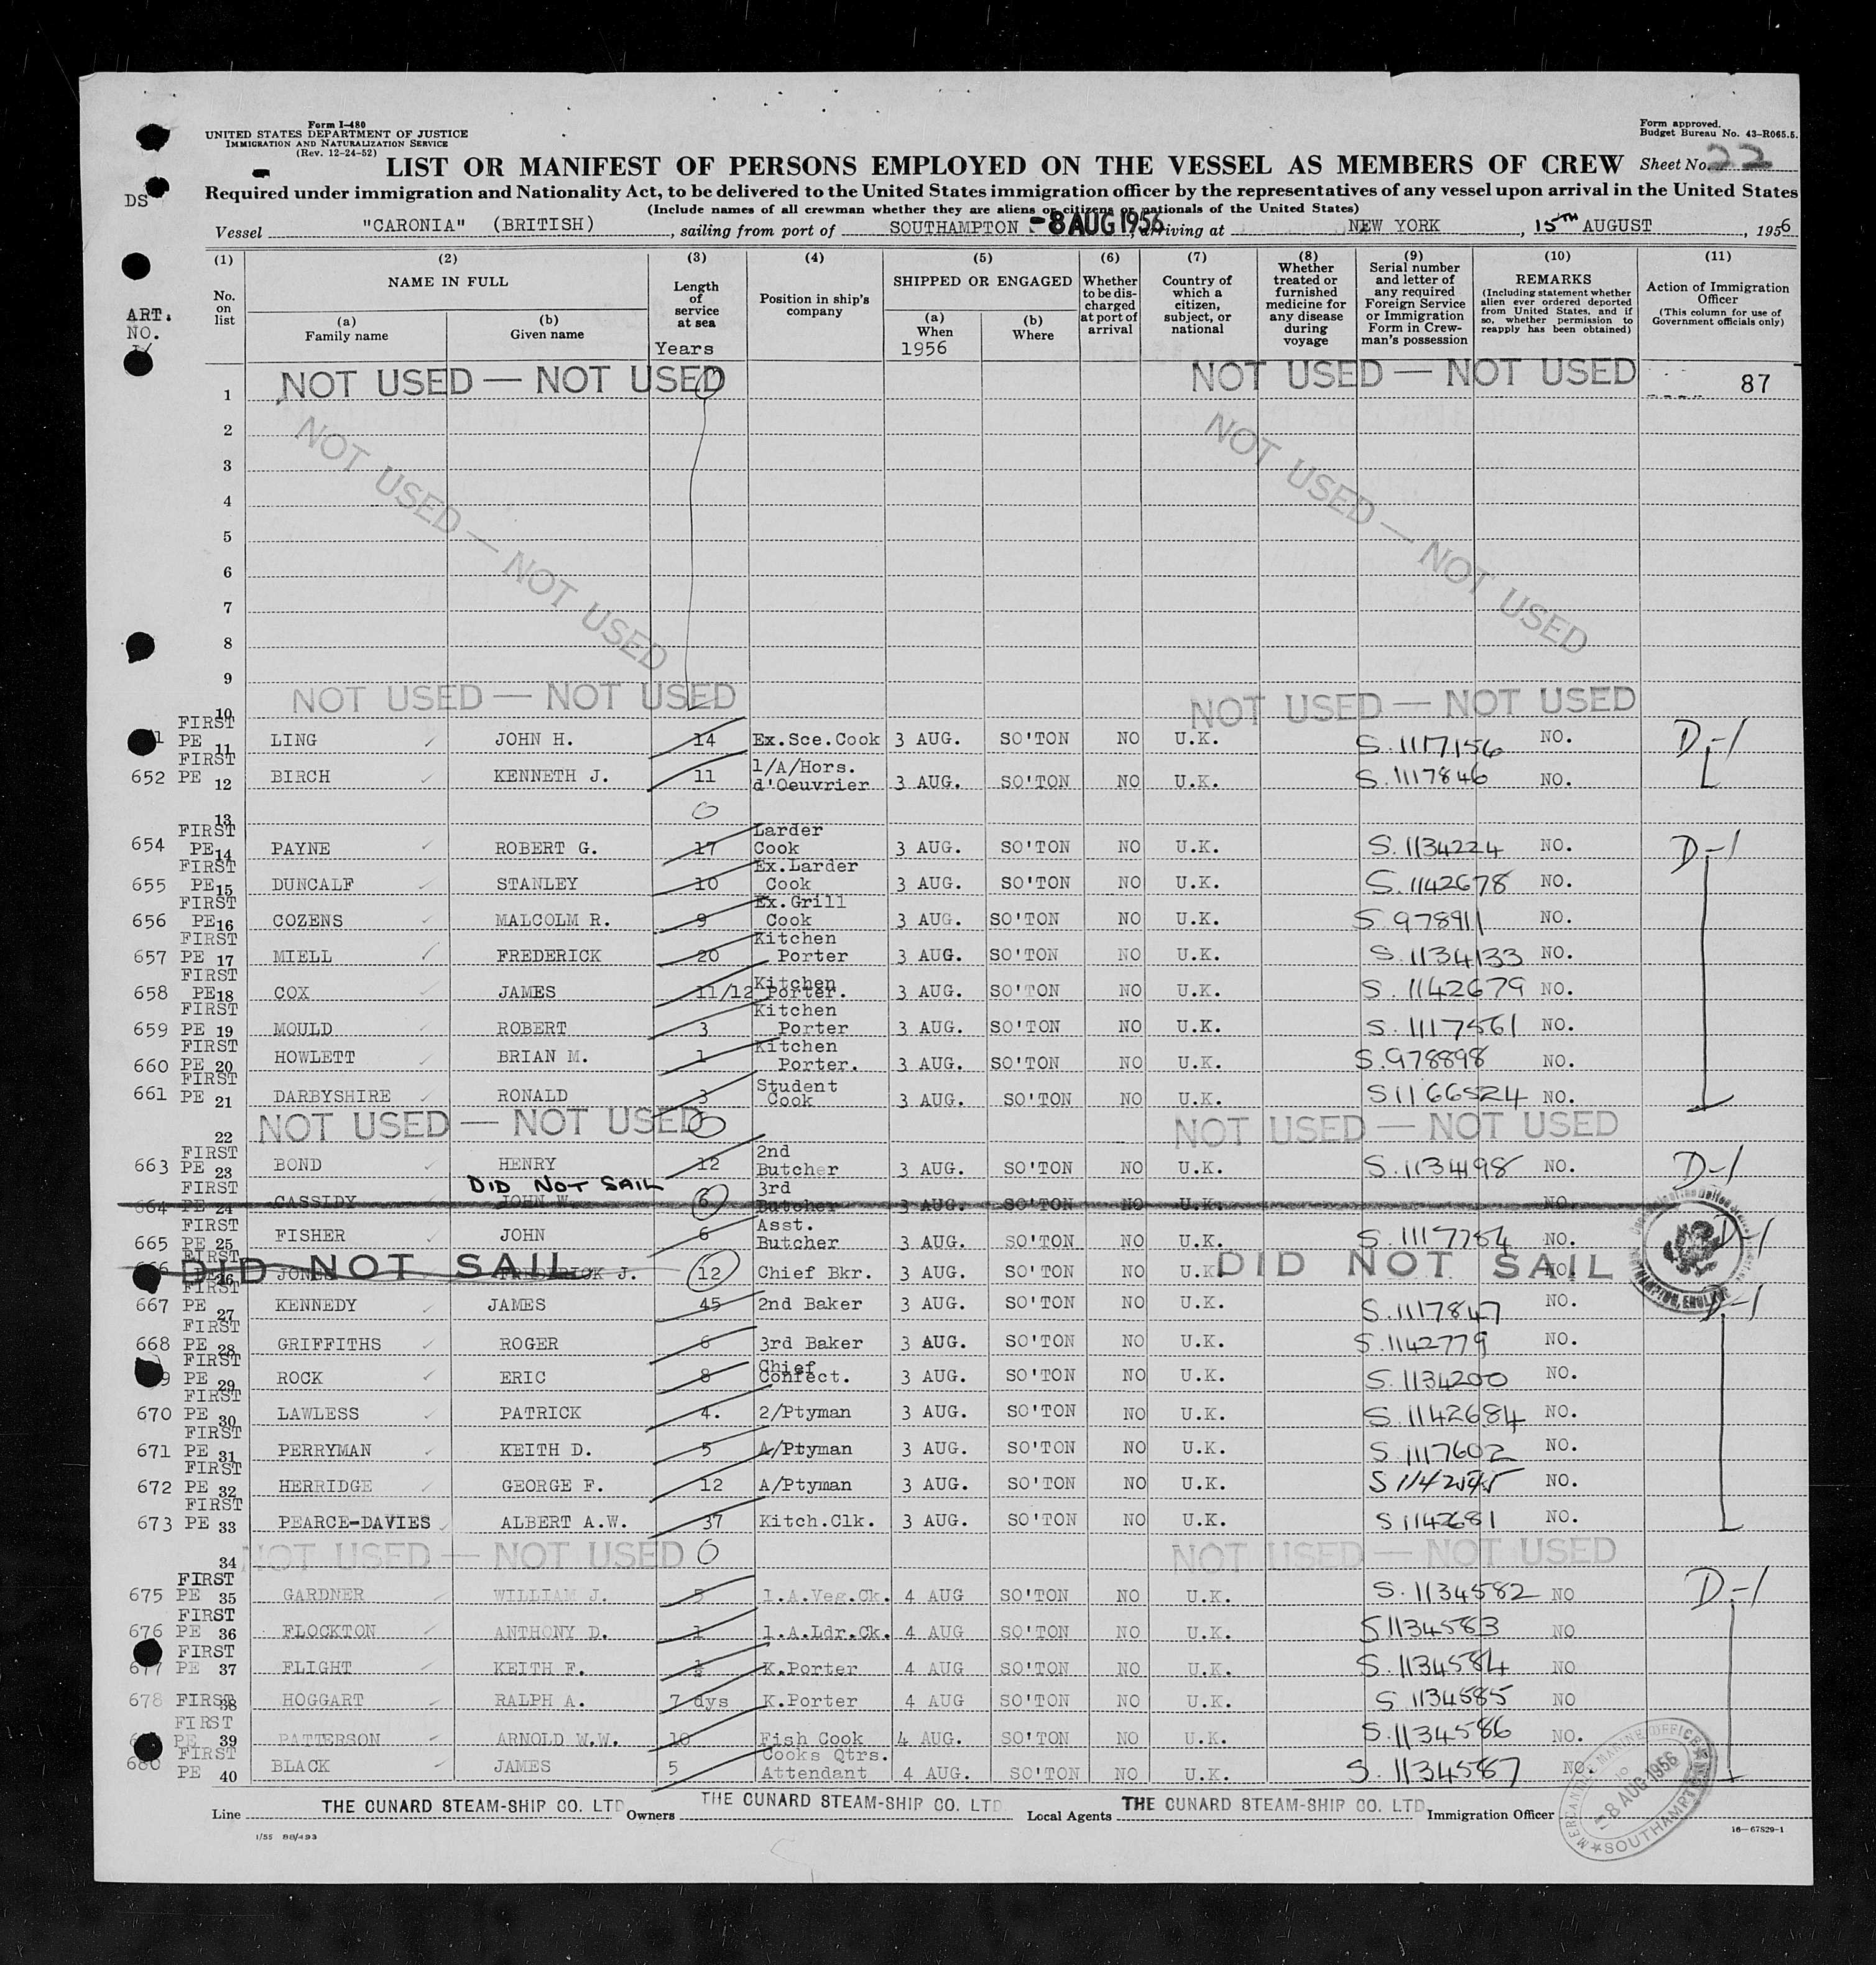 Form I-480
UNITED STATES DEPARTMENT OF JUSTICE
IMMIGRATION AND NATURALIZATION SERVICE
(Rev. 12-24-52)
Form approved.
Budget Bureau No. 43-R065.5.
LIST OR MANIFEST OF PERSONS EMPLOYED ON THE VESSEL AS MEMBERS OF CREW Sheet No. 22
DS
Required under immigration and Nationality Act, to be delivered to the United States immigration officer by the representatives of any vessel upon arrival in the United States
(Include names of all crewman whether they are aliens or citizens or nationals of the United States)
Vessel "CARONIA" (BRITISH), sailing from port of SOUTHAMPTON -8 AUG 1956, arriving at NEW YORK, 15TH AUGUST, 1956
(1) (2) (3) (4) (5) (6) (7) (8) (9) (10) (11)
No. on list
NAME IN FULL
(a) Family name
(b) Given name
Length of service at sea
Years
Position in ship's company
SHIPPED OR ENGAGED
(a) When
1956
(b) Where
Whether to be discharged at port of arrival
Country of which a citizen, subject, or national
Whether treated or furnished medicine for any disease during voyage
Serial number and letter of any required Foreign Service or Immigration Form in Crewman's possession
REMARKS
(Including statement whether alien ever ordered deported from United States, and if so, whether permission to reapply has been obtained)
Action of Immigration Officer
(This column for use of Government officials only)
ART.
NO.
1 NOT USED — NOT USED NOT USED — NOT USED 87
2
NOT USED — NOT USED NOT USED — NOT USED
3
4
5
6
7
8
9
10 NOT USED — NOT USED NOT USED — NOT USED
FIRST PE 11 LING JOHN H. 14 Ex.Sce.Cook 3 AUG. SO'TON NO U.K. S.1117156 NO. D-1
652 FIRST PE 12 BIRCH KENNETH J. 11 1/A/Hors. d'Oeuvrier 3 AUG. SO'TON NO U.K. S.1117846 NO.
13 0
654 FIRST PE 14 PAYNE ROBERT G. 17 Larder Cook 3 AUG. SO'TON NO U.K. S.1134224 NO. D-1
655 FIRST PE 15 DUNCALF STANLEY 10 Ex.Larder Cook 3 AUG. SO'TON NO U.K. S.1142678 NO.
656 FIRST PE 16 COZENS MALCOLM R. 9 Ex.Grill Cook 3 AUG. SO'TON NO U.K. S.978911 NO.
657 FIRST PE 17 MIELL FREDERICK 20 Kitchen Porter 3 AUG. SO'TON NO U.K. S.1134133 NO.
658 FIRST PE 18 COX JAMES 11/12 Kitchen Porter. 3 AUG. SO'TON NO U.K. S.1142679 NO.
659 FIRST PE 19 MOULD ROBERT 3 Kitchen Porter 3 AUG. SO'TON NO U.K. S.1117561 NO.
660 FIRST PE 20 HOWLETT BRIAN M. 1 Kitchen Porter. 3 AUG. SO'TON NO U.K. S.978898 NO.
661 FIRST PE 21 DARBYSHIRE RONALD 3 Student Cook 3 AUG. SO'TON NO U.K. S1166524 NO.
22 NOT USED — NOT USED 0 NOT USED — NOT USED
663 FIRST PE 23 BOND HENRY 12 2nd Butcher 3 AUG. SO'TON NO U.K. S.1134198 NO. D-1
DID NOT SAIL
664 FIRST PE 24 CASSIDY JOHN W. 6 3rd Butcher 3 AUG. SO'TON NO U.K. NO.
665 FIRST PE 25 FISHER JOHN 6 Asst. Butcher 3 AUG. SO'TON NO U.K. S.1117784 NO. D-1
FIRST 26 JONES FREDERICK J. 12 Chief Bkr. 3 AUG. SO'TON NO U.K. NO.
DID NOT SAIL DID NOT SAIL
667 FIRST PE 27 KENNEDY JAMES 45 2nd Baker 3 AUG. SO'TON NO U.K. S.1117847 NO. D-1
668 FIRST PE 28 GRIFFITHS ROGER 6 3rd Baker 3 AUG. SO'TON NO U.K. S.1142779 NO.
9 FIRST PE 29 ROCK ERIC 8 Chief Confect. 3 AUG. SO'TON NO U.K. S.1134200 NO.
670 FIRST PE 30 LAWLESS PATRICK 4. 2/Ptyman 3 AUG. SO'TON NO U.K. S.1142684 NO.
671 FIRST PE 31 PERRYMAN KEITH D. 5 A/Ptyman 3 AUG. SO'TON NO U.K. S.1117602 NO.
672 FIRST PE 32 HERRIDGE GEORGE F. 12 A/Ptyman 3 AUG. SO'TON NO U.K. NO.
673 FIRST PE 33 PEARCE-DAVIES ALBERT A.W. 37 Kitch.Clk. 3 AUG. SO'TON NO U.K. S1142681 NO.
34 NOT USED — NOT USED 0 NOT USED — NOT USED
675 FIRST PE 35 GARDNER WILLIAM J. 5 1.A.Veg.Ck. 4 AUG SO'TON NO U.K. S.1134582 NO D-1
676 FIRST PE 36 FLOCKTON ANTHONY D. 1 1.A.Ldr.Ck. 4 AUG SO'TON NO U.K. S1134583 NO
677 FIRST PE 37 FLIGHT KEITH F. K.Porter 4 AUG SO'TON NO U.K. S.1134584 NO
678 FIRST 38 HOGGART RALPH A. 7 dys K.Porter 4 AUG SO'TON NO U.K. S 1134585 NO
FIRST PE 39 PATTERSON ARNOLD W.W. 10 Fish Cook 4 AUG. SO'TON NO U.K. S.1134586 NO.
680 FIRST PE 40 BLACK JAMES 5 Cooks Qtrs. Attendant 4 AUG. SO'TON NO U.K. S.1134587 NO.
Line THE CUNARD STEAM-SHIP CO. LTD Owners THE CUNARD STEAM-SHIP CO. LTD Local Agents THE CUNARD STEAM-SHIP CO. LTD Immigration Officer
MERCANTILE MARINE OFFICE
-8 AUG 1956
SOUTHAMPTON
1/55 BB/493
16—67829-1